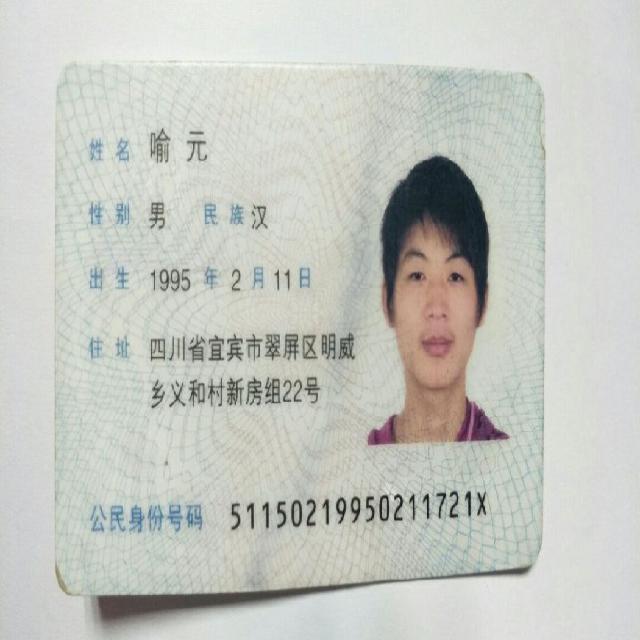 姓名 喻元
性别 男 民族 汉
出生 1995 年 2 月 11 日
住址 四川省宜宾市翠屏区明威
乡义和村新房组22号
公民身份号码 51150219950211721X